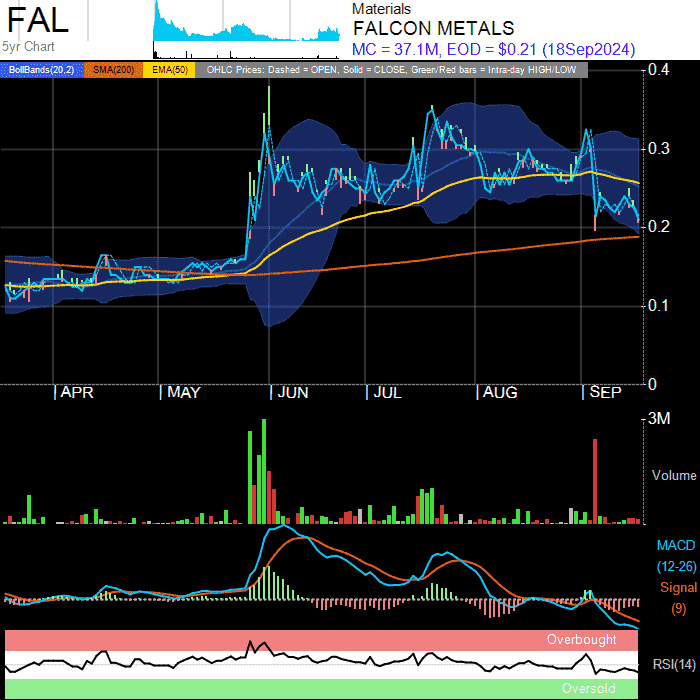 FAL
5yr Chart
Materials
FALCON METALS
MC = 37.1M, EOD = $0.21 (18Sep2024)
BollBands(20,2) SMA(200) EMA(50) OHLC Prices: Dashed = OPEN, Solid = CLOSE, Green/Red bars = Intra-day HIGH/LOW
0.4
0.3
0.2
0.1
0
APR MAY JUN JUL AUG SEP
3M
Volume
MACD
(12-26)
Signal
(9)
Overbought
RSI(14)
Oversold